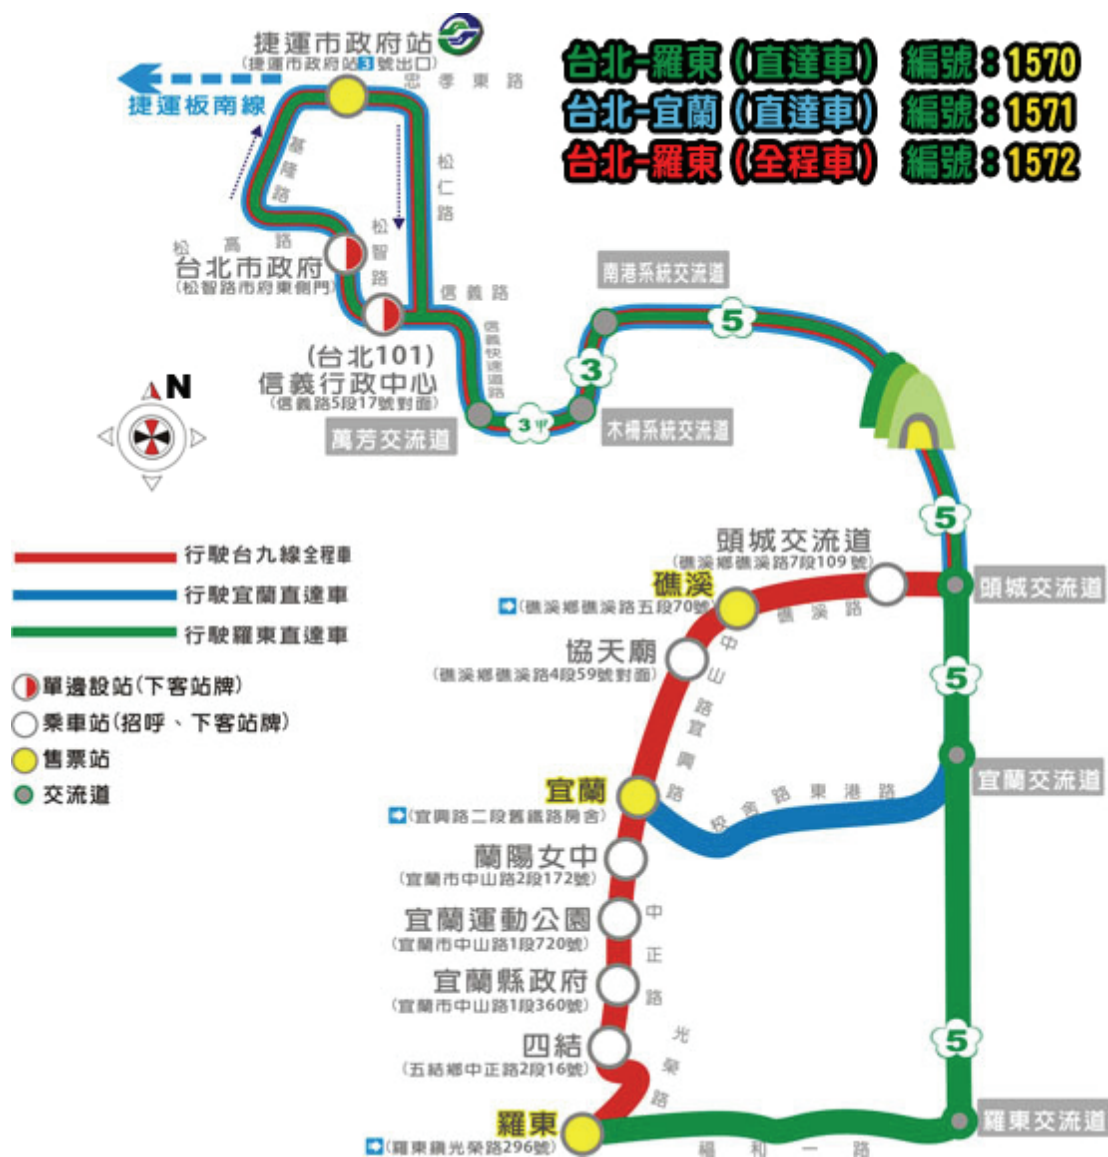 捷運市政府站
(捷運市政府站3號出口)
忠孝東路
捷運板南線
台北-羅東(直達車) 編號:1570
台北-宜蘭(直達車) 編號:1571
台北-羅東(全程車) 編號:1572
基隆路
松仁路
松智路
松高路
台北市政府
(松智路市府東側門)
信義路
南港系統交流道
5
信義快速道路
3
(台北101)
信義行政中心
(信義路5段17號對面)
萬芳交流道
3甲
木柵系統交流道
N
5
行駛台九線全程車
行駛宜蘭直達車
行駛羅東直達車
單邊設站(下客站牌)
乘車站(招呼、下客站牌)
售票站
交流道
頭城交流道
(礁溪鄉礁溪路7段109號)
頭城交流道
礁溪
(礁溪鄉礁溪路五段70號)
礁溪路
協天廟
(礁溪鄉礁溪路4段59號對面)
中山路
宜興路
5
宜蘭
(宜興路二段舊鐵路房舍)
校舍路東港路
宜蘭交流道
蘭陽女中
(宜蘭市中山路2段172號)
宜蘭運動公園
(宜蘭市中山路1段720號)
中正路
宜蘭縣政府
(宜蘭市中山路1段360號)
四結
(五結鄉中正路2段16號)
光榮路
5
羅東
(羅東鎮光榮路296號)
福和一路
羅東交流道